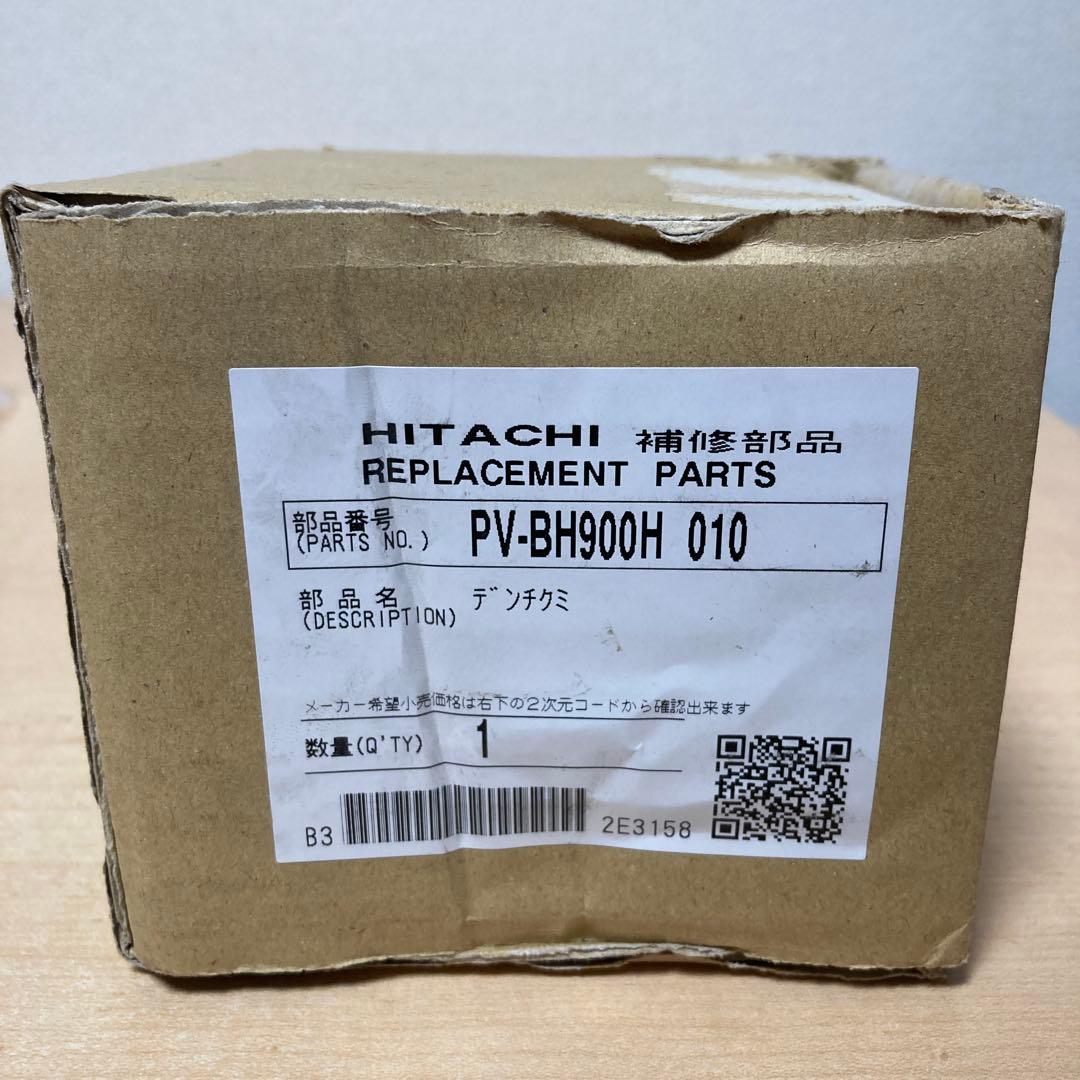 HITACHI 補修部品
REPLACEMENT PARTS
部品番号 PV-BH900H 010
(PARTS NO.)
部品名 ﾃﾞﾝﾁｸﾐ
(DESCRIPTION)
メーカー希望小売価格は右下の2次元コードから確認出来ます
数量(Q'TY) 1
B3 2E3158